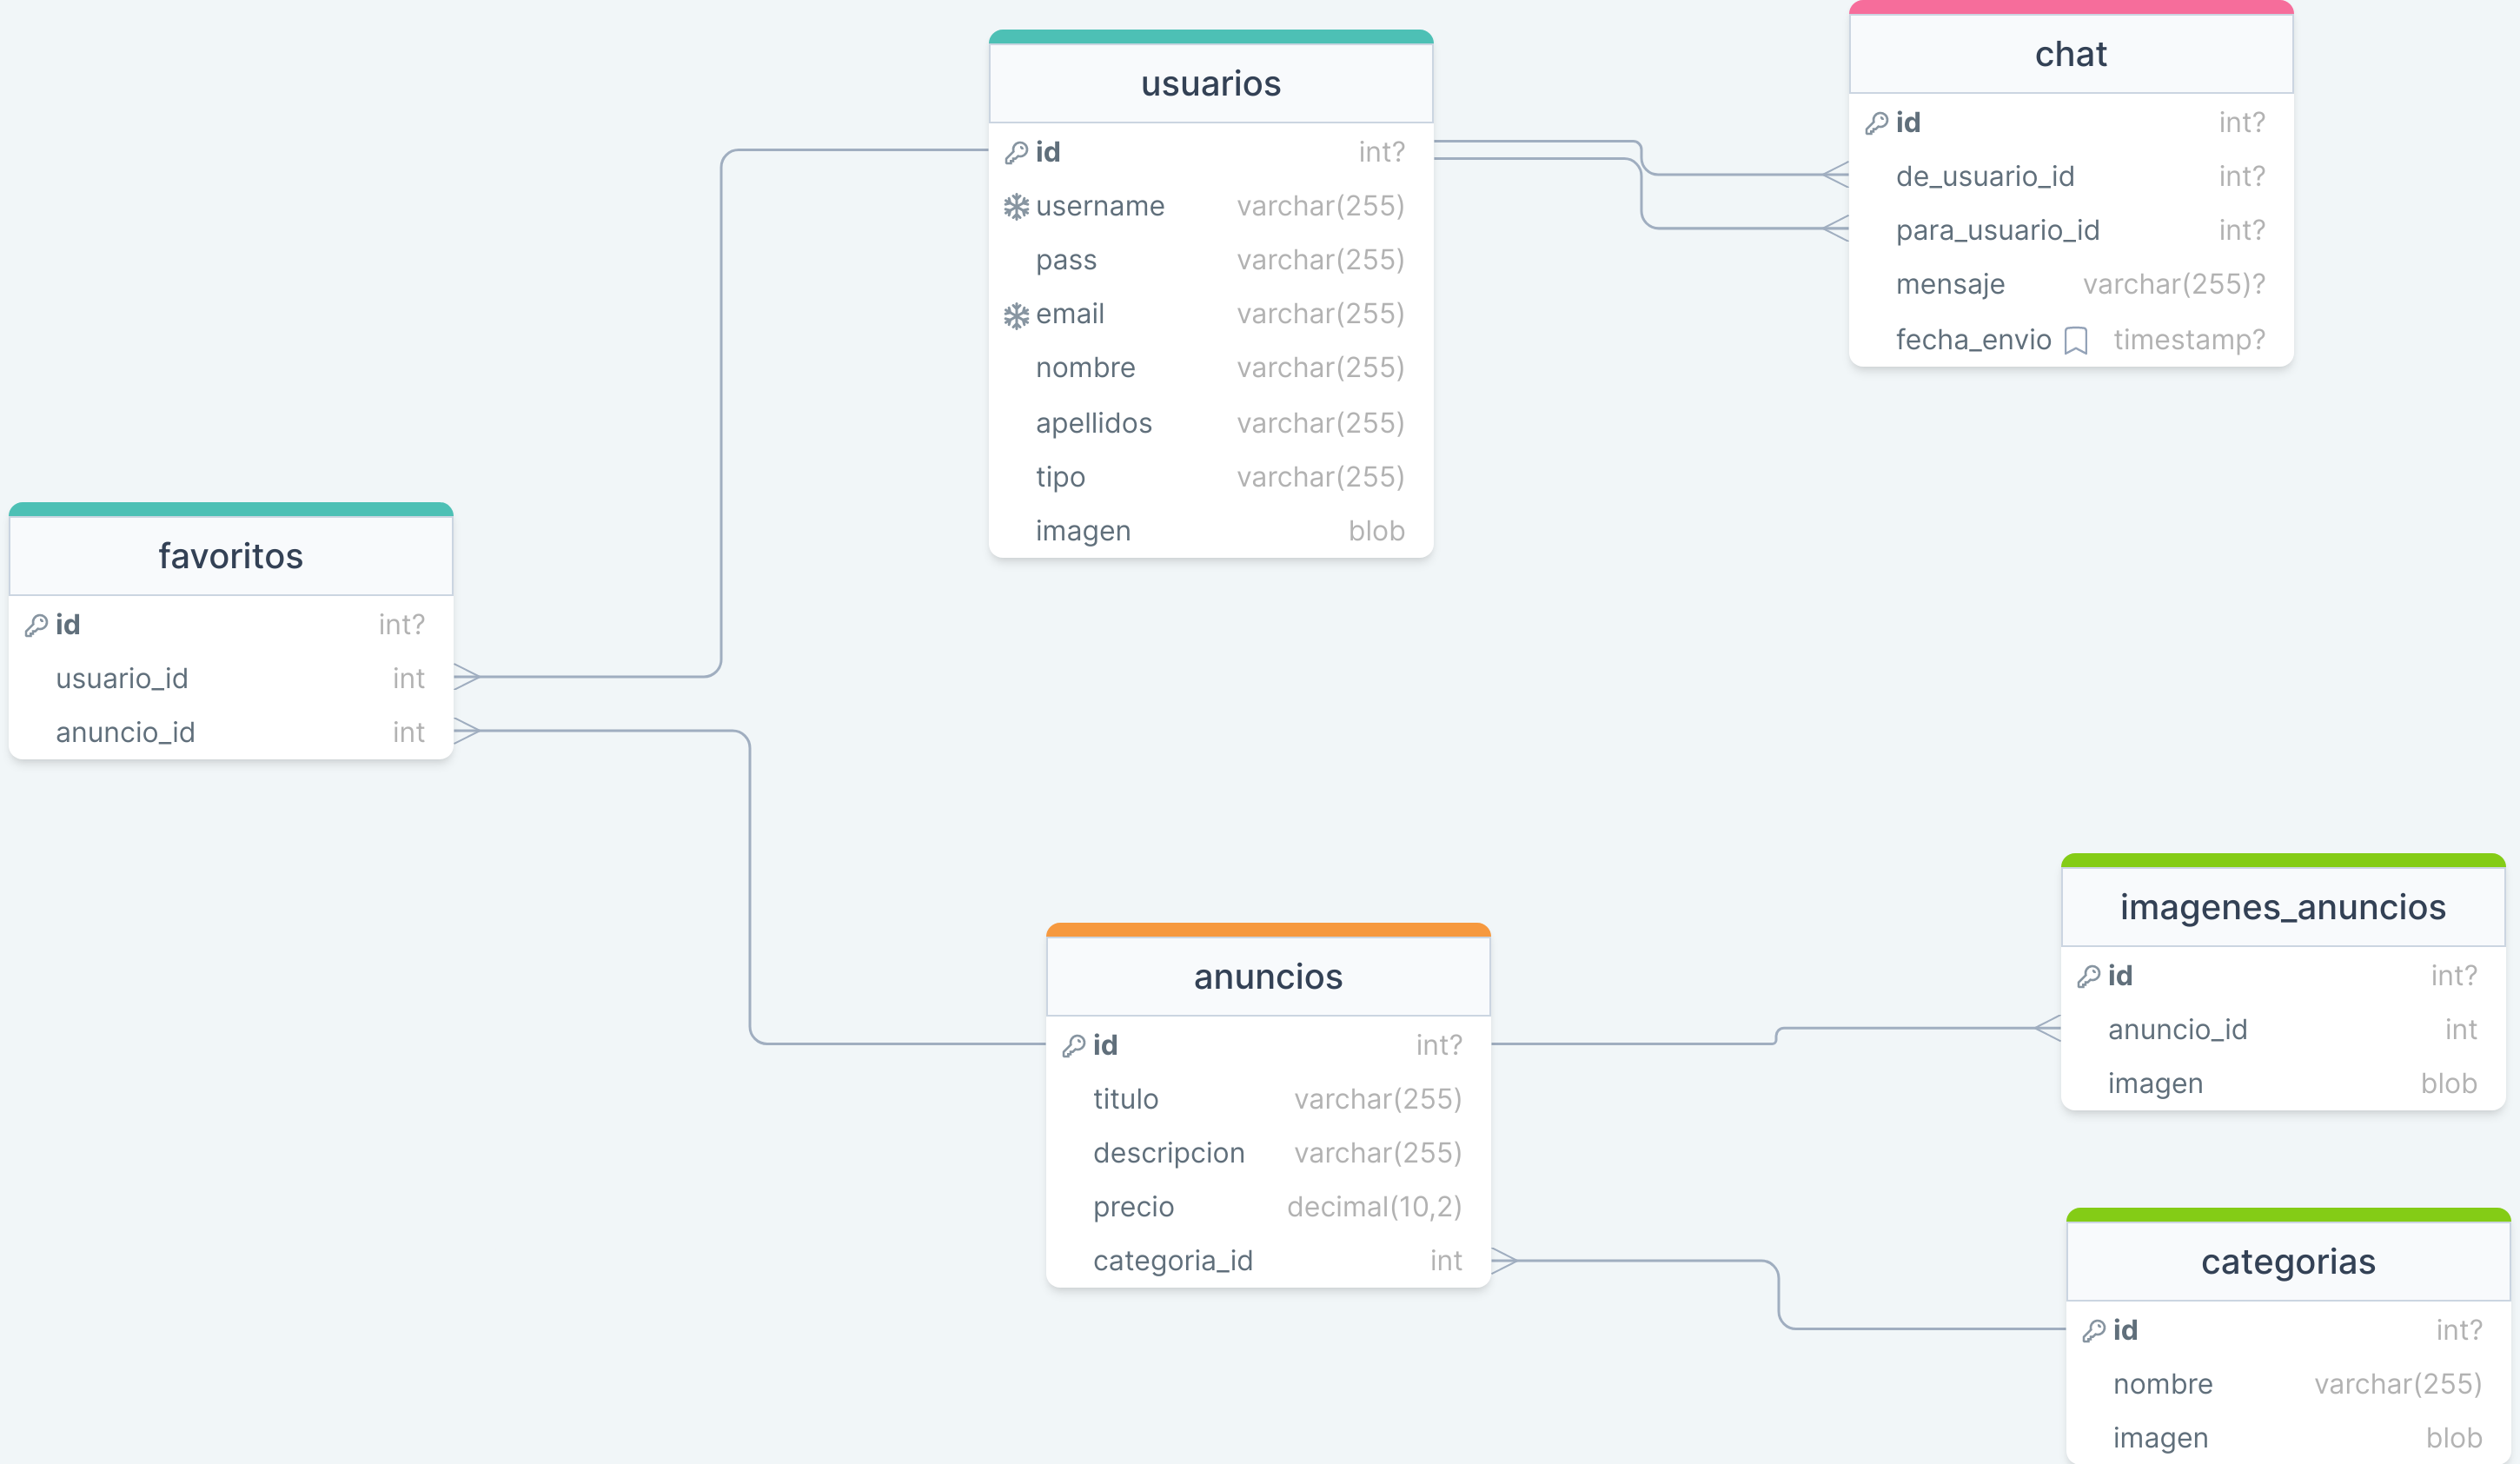 usuarios
id int?
username varchar(255)
pass varchar(255)
email varchar(255)
nombre varchar(255)
apellidos varchar(255)
tipo varchar(255)
imagen blob
chat
id int?
de_usuario_id int?
para_usuario_id int?
mensaje varchar(255)?
fecha_envio timestamp?
favoritos
id int?
usuario_id int
anuncio_id int
anuncios
id int?
titulo varchar(255)
descripcion varchar(255)
precio decimal(10,2)
categoria_id int
imagenes_anuncios
id int?
anuncio_id int
imagen blob
categorias
id int?
nombre varchar(255)
imagen blob